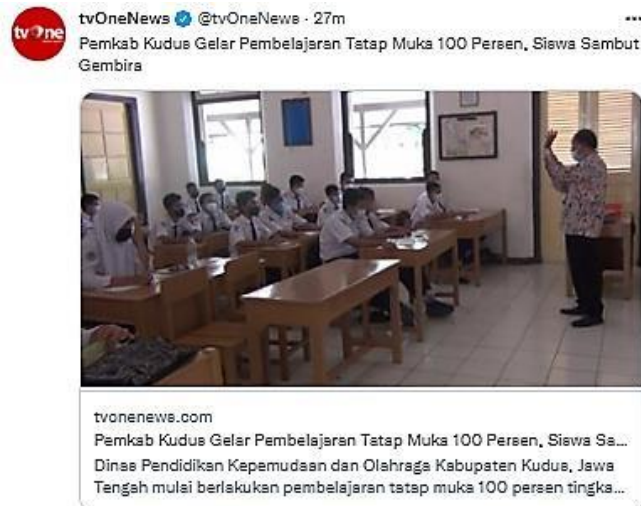 tvOne
tvOneNews @tvOneNews · 27m
Pemkab Kudus Gelar Pembelajaran Tatap Muka 100 Persen, Siswa Sambut
Gembira
tvonenews.com
Pemkab Kudus Gelar Pembelajaran Tatap Muka 100 Persen, Siswa Sa...
Dinas Pendidikan Kepemudaan dan Olahraga Kabupaten Kudus, Jawa
Tengah mulai berlakukan pembelajaran tatap muka 100 persen tingka...